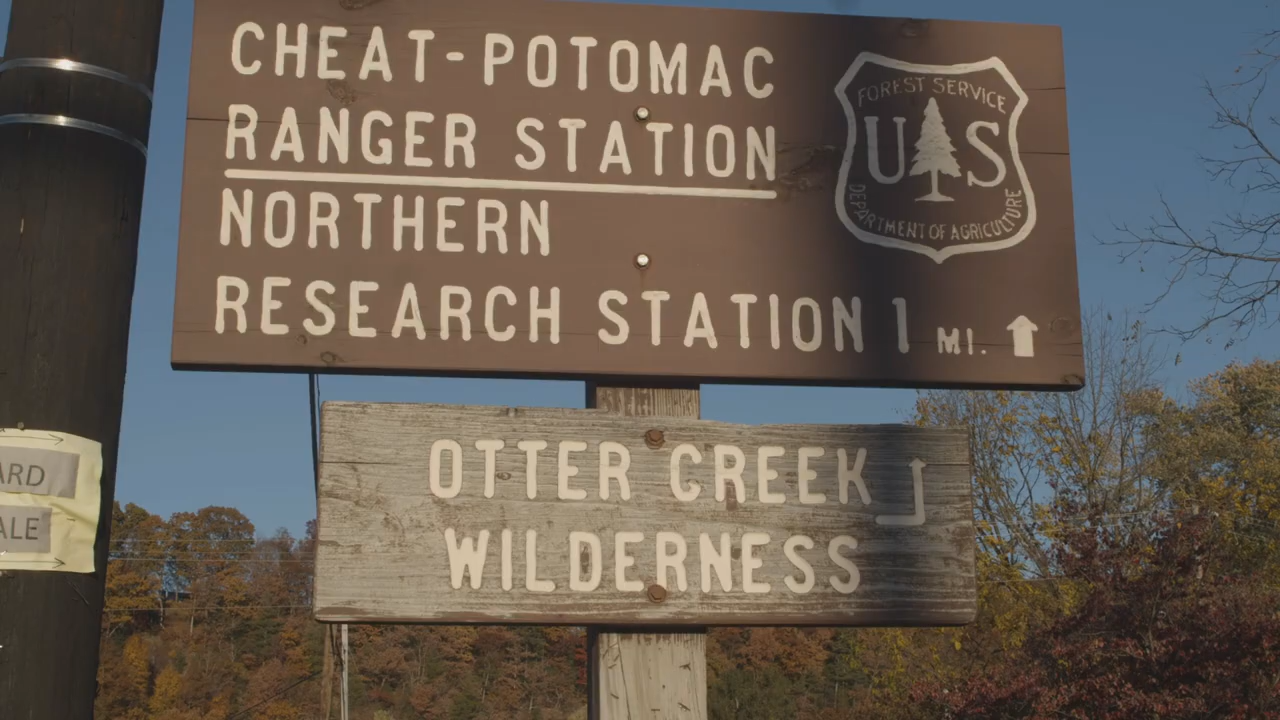 CHEAT-POTOMAC
RANGER STATION
NORTHERN
RESEARCH STATION 1 MI.
FOREST SERVICE
US
DEPARTMENT OF AGRICULTURE
OTTER CREEK
WILDERNESS
ARD
ALE